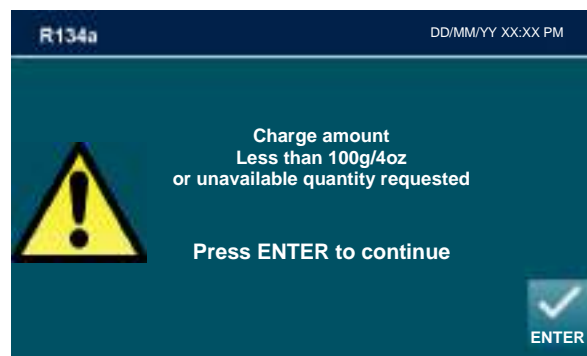 R134a
DD/MM/YY XX:XX PM
Charge amount
Less than 100g/4oz
or unavailable quantity requested
Press ENTER to continue
ENTER